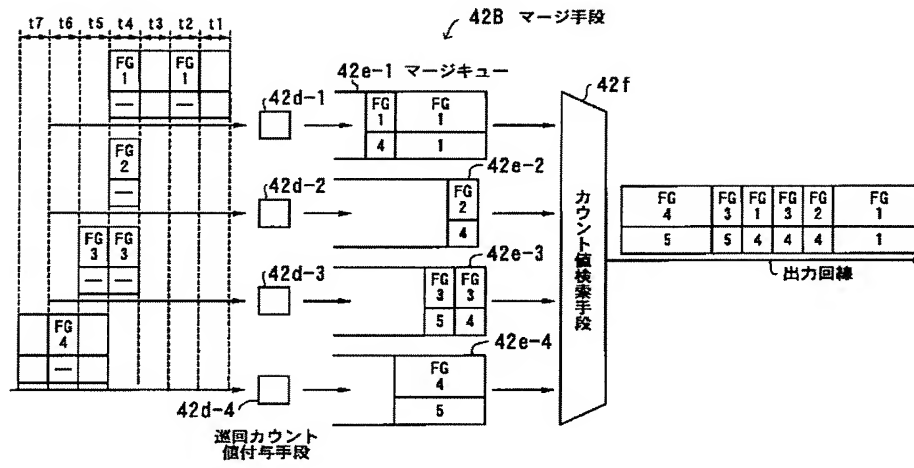 42B マージ手段
t7 t6 t5 t4 t3 t2 t1
FG 1 —
FG 1 —
42d-1
42e-1 マージキュー
FG 1 4
FG 1 1
42f
FG 2 —
42d-2
42e-2
FG 2 4
FG 3 —
FG 3 —
42d-3
42e-3
FG 3 5
FG 3 4
FG 4 —
42d-4
42e-4
FG 4 5
巡回カウント
値付与手段
カウント値検索手段
FG 4 5
FG 3 5
FG 1 4
FG 3 4
FG 2 4
FG 1 1
出力回線